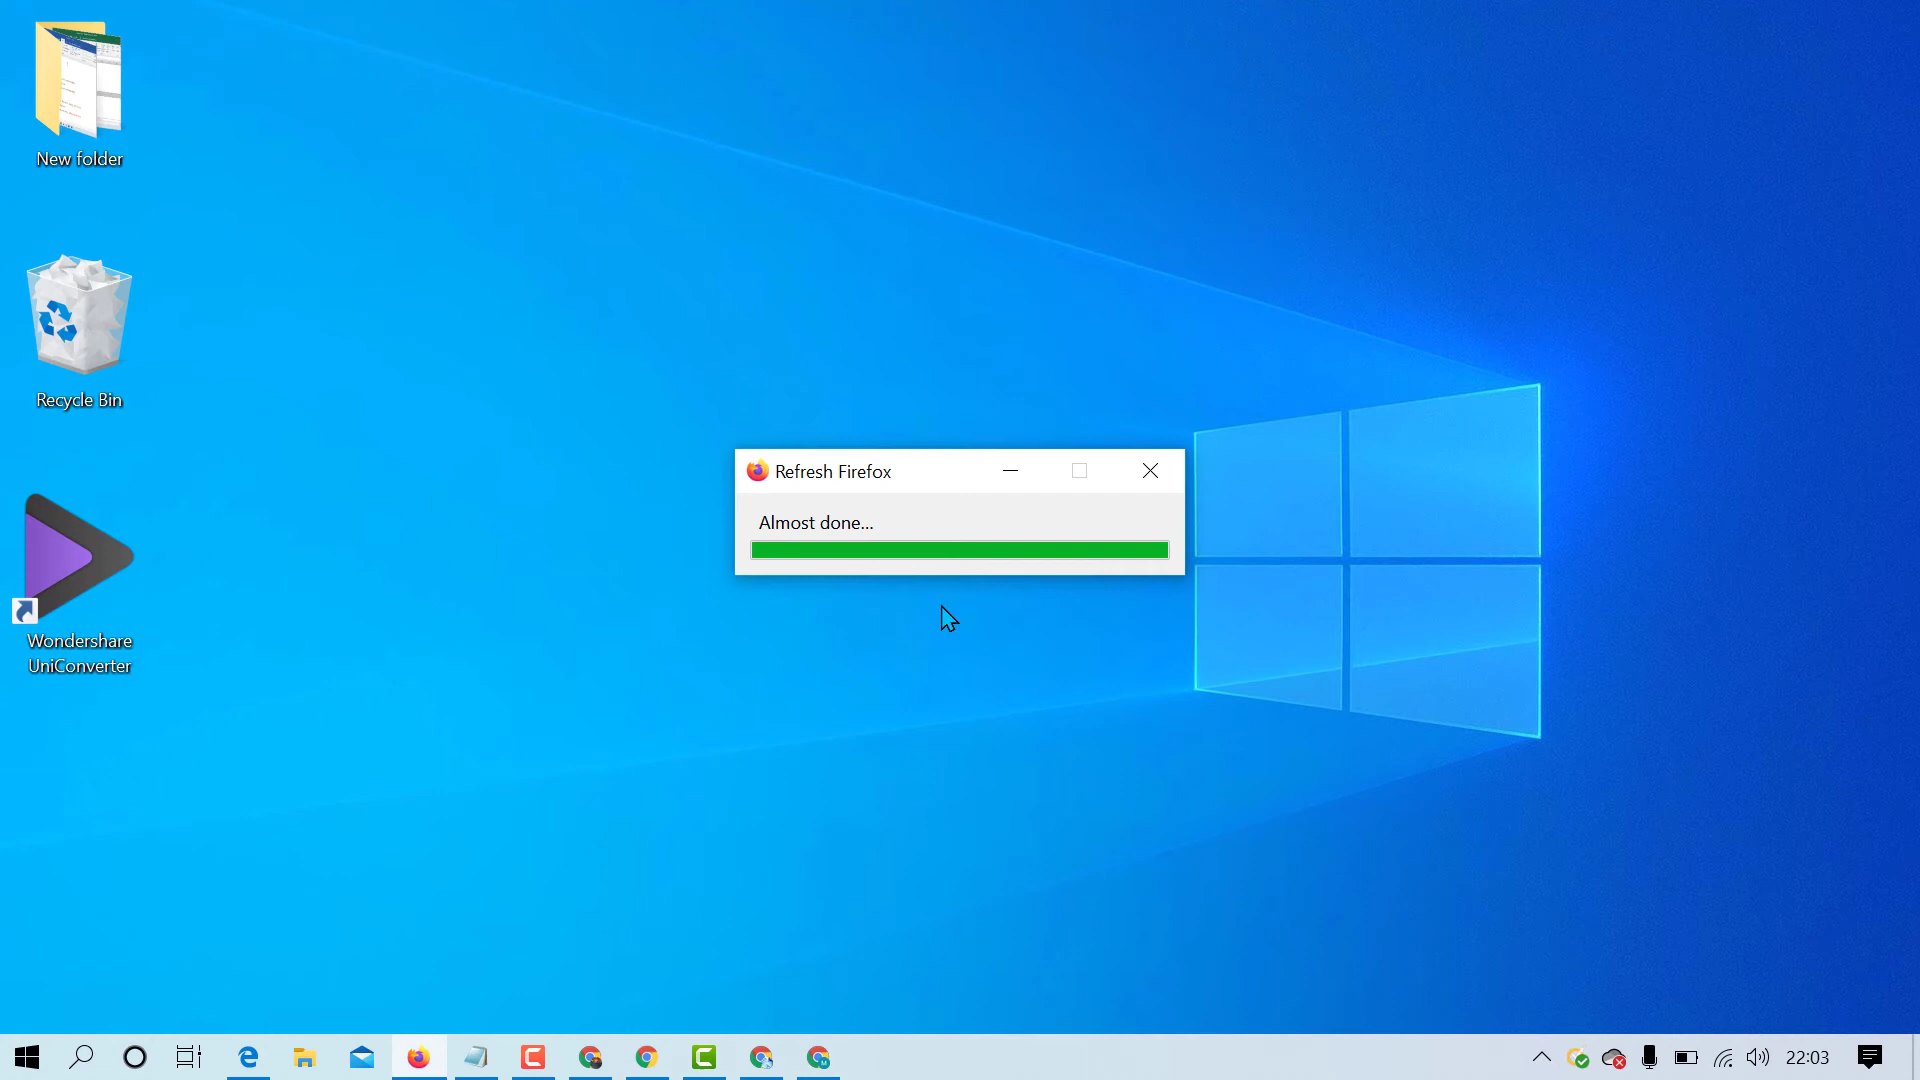 New folder
Recycle Bin
Wondershare
UniConverter
Refresh Firefox
Almost done...
22:03